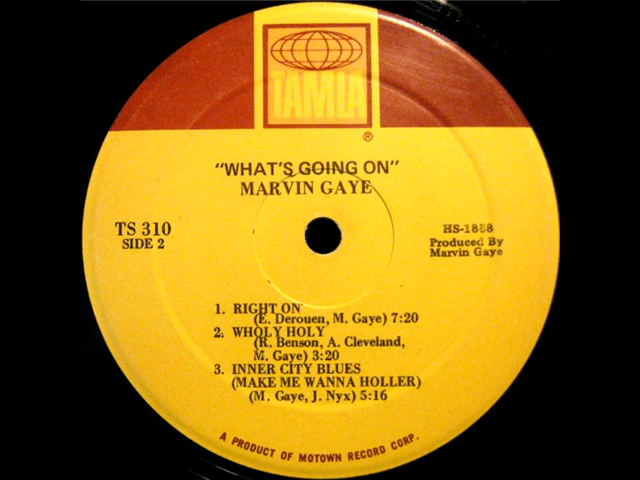 TAMLA
®
"WHAT'S GOING ON"
MARVIN GAYE
TS 310
SIDE 2
HS-1888
Produced By
Marvin Gaye
1. RIGHT ON
(E. Derouen, M. Gaye) 7:20
2. WHOLY HOLY
(R. Benson, A. Cleveland,
M. Gaye) 3:20
3. INNER CITY BLUES
(MAKE ME WANNA HOLLER)
(M. Gaye, J. Nyx) 5:16
A PRODUCT OF MOTOWN RECORD CORP.